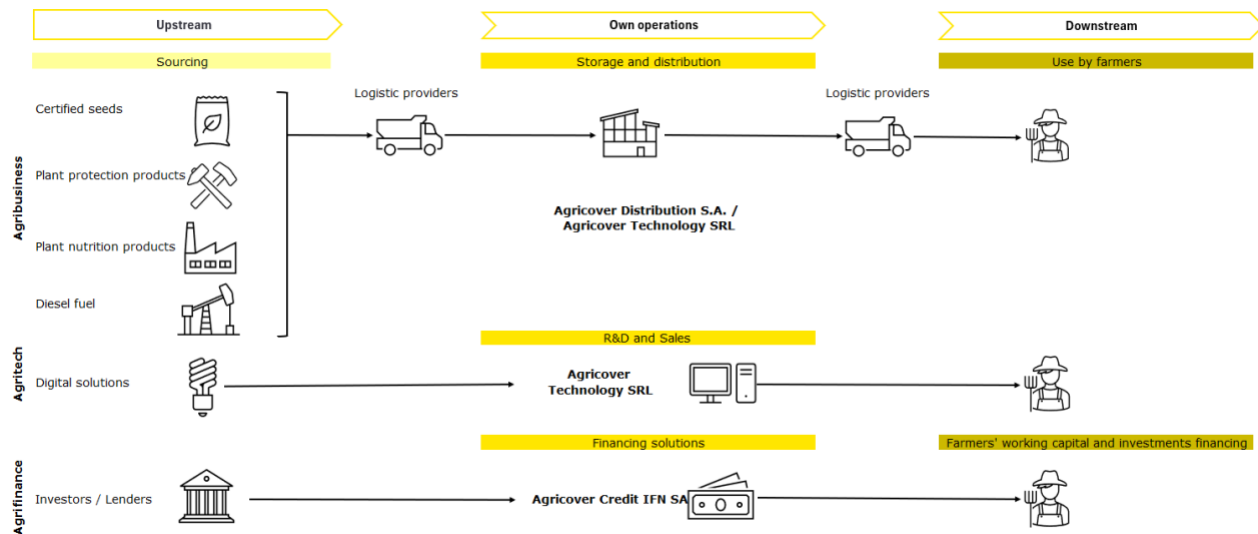 Upstream
Own operations
Downstream
Sourcing
Storage and distribution
Use by farmers
Agribusiness
Certified seeds
Logistic providers
Logistic providers
Plant protection products
Agricover Distribution S.A. /
Agricover Technology SRL
Plant nutrition products
Diesel fuel
R&D and Sales
Agritech
Digital solutions
Agricover
Technology SRL
Financing solutions
Farmers' working capital and investments financing
Agrifinance
Investors / Lenders
Agricover Credit IFN SA